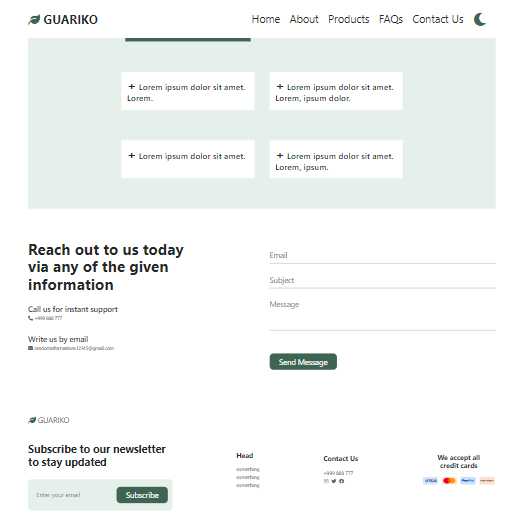 GUARIKO
Home About Products FAQs Contact Us
+ Lorem ipsum dolor sit amet.
Lorem.
+ Lorem ipsum dolor sit amet.
Lorem, ipsum dolor.
+ Lorem ipsum dolor sit amet.
+ Lorem ipsum dolor sit amet.
Lorem, ipsum.
Reach out to us today
via any of the given
information
Call us for instant support
+999 888 777
Write us by email
Email
Subject
Message
Send Message
GUARIKO
Subscribe to our newsletter
to stay updated
Enter your email
Subscribe
Head
something
something
something
Contact Us
+999 888 777
We accept all
credit cards
VISA
PayPal